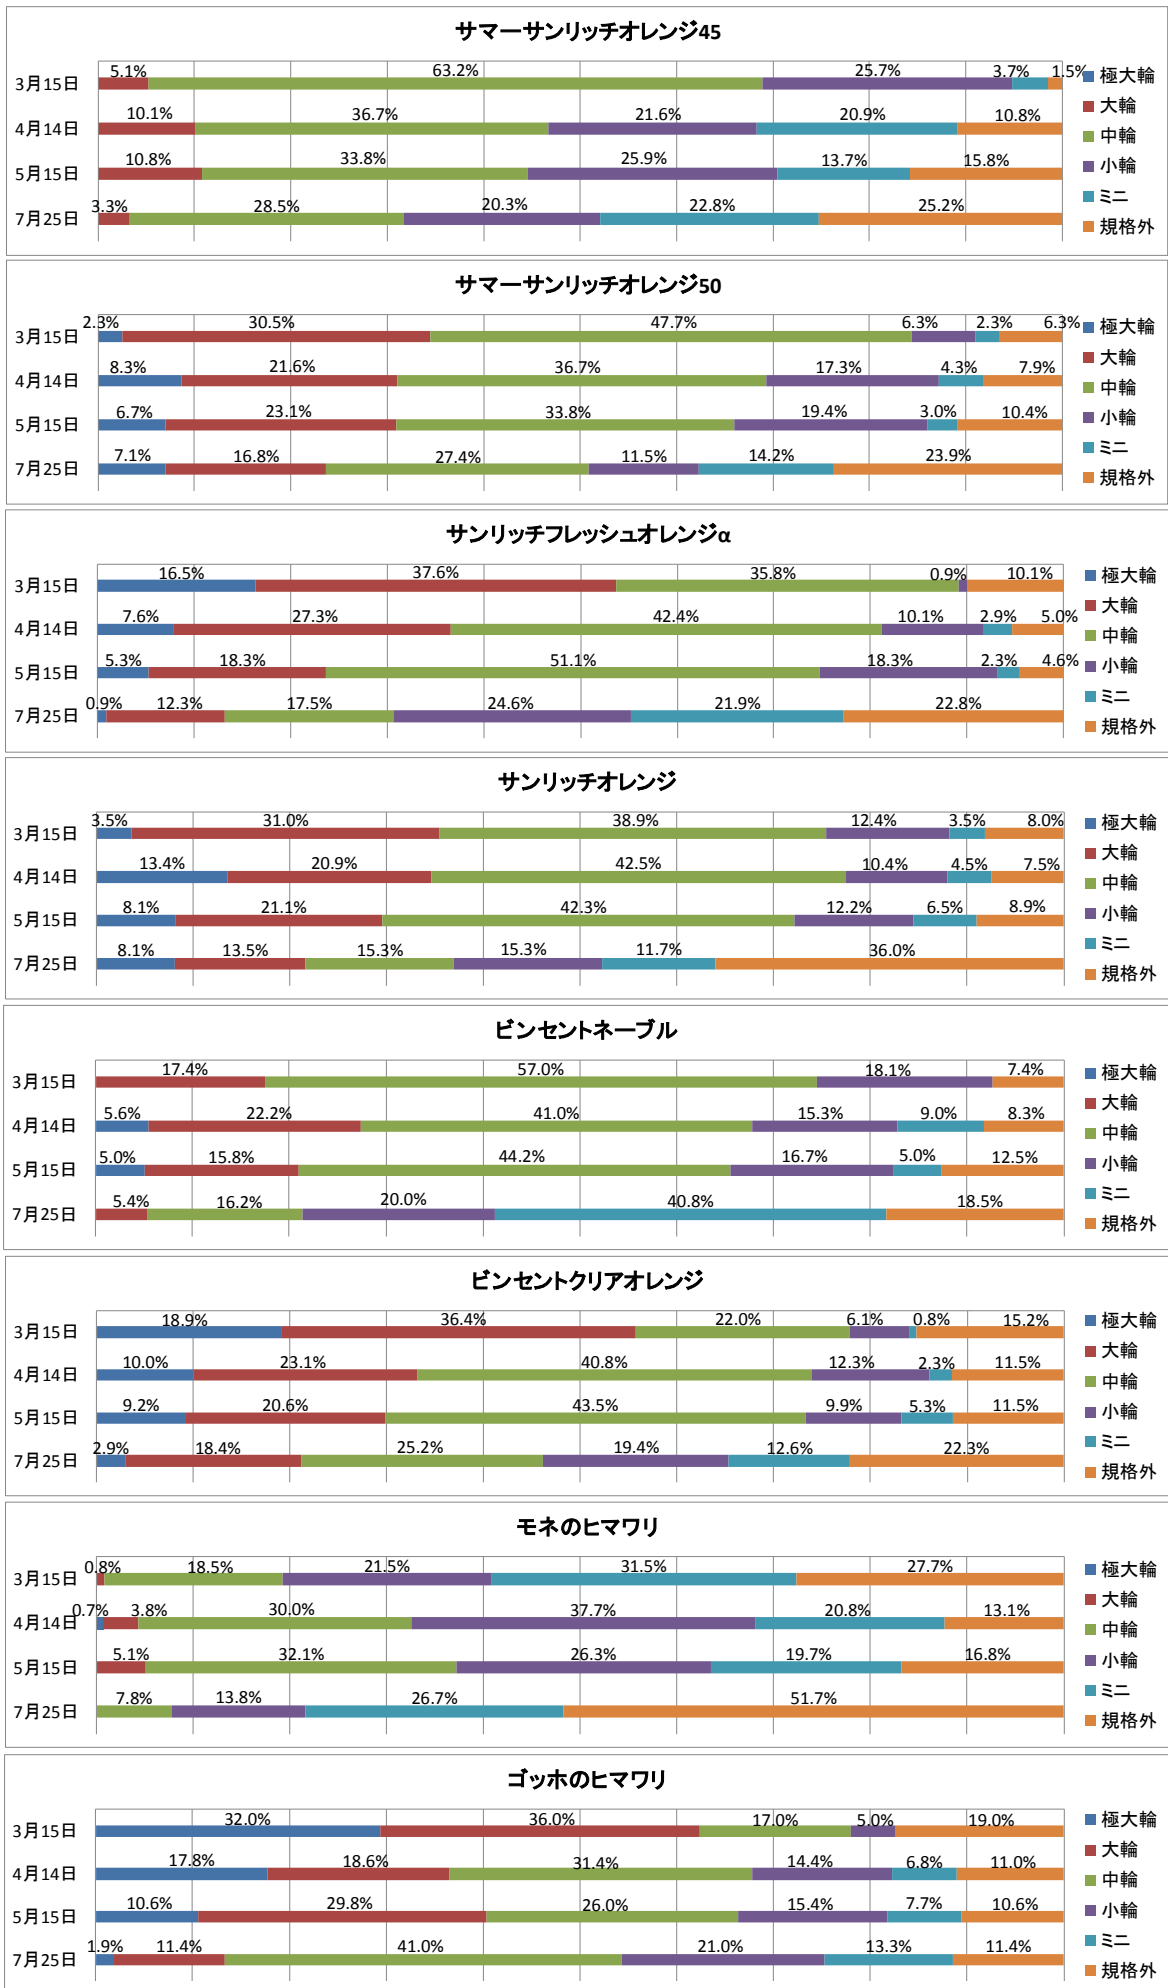 サマーサンリッチオレンジ45
3月15日 5.1% 63.2% 25.7% 3.7% 1.5% 極大輪
大輪
4月14日 10.1% 36.7% 21.6% 20.9% 10.8%
中輪
5月15日 10.8% 33.8% 25.9% 13.7% 15.8% 小輪
ミニ
7月25日 3.3% 28.5% 20.3% 22.8% 25.2% 規格外
サマーサンリッチオレンジ50
3月15日 2.3% 30.5% 47.7% 6.3% 2.3% 6.3% 極大輪
大輪
4月14日 8.3% 21.6% 36.7% 17.3% 4.3% 7.9%
中輪
5月15日 6.7% 23.1% 33.8% 19.4% 3.0% 10.4% 小輪
ミニ
7月25日 7.1% 16.8% 27.4% 11.5% 14.2% 23.9% 規格外
サンリッチフレッシュオレンジα
3月15日 16.5% 37.6% 35.8% 0.9% 10.1% 極大輪
大輪
4月14日 7.6% 27.3% 42.4% 10.1% 2.9% 5.0%
中輪
5月15日 5.3% 18.3% 51.1% 18.3% 2.3% 4.6% 小輪
ミニ
7月25日 0.9% 12.3% 17.5% 24.6% 21.9% 22.8% 規格外
サンリッチオレンジ
3月15日 3.5% 31.0% 38.9% 12.4% 3.5% 8.0% 極大輪
大輪
4月14日 13.4% 20.9% 42.5% 10.4% 4.5% 7.5%
中輪
5月15日 8.1% 21.1% 42.3% 12.2% 6.5% 8.9% 小輪
ミニ
7月25日 8.1% 13.5% 15.3% 15.3% 11.7% 36.0% 規格外
ビンセントネーブル
3月15日 17.4% 57.0% 18.1% 7.4% 極大輪
大輪
4月14日 5.6% 22.2% 41.0% 15.3% 9.0% 8.3%
中輪
5月15日 5.0% 15.8% 44.2% 16.7% 5.0% 12.5% 小輪
ミニ
7月25日 5.4% 16.2% 20.0% 40.8% 18.5% 規格外
ビンセントクリアオレンジ
3月15日 18.9% 36.4% 22.0% 6.1% 0.8% 15.2% 極大輪
大輪
4月14日 10.0% 23.1% 40.8% 12.3% 2.3% 11.5%
中輪
5月15日 9.2% 20.6% 43.5% 9.9% 5.3% 11.5% 小輪
ミニ
7月25日 2.9% 18.4% 25.2% 19.4% 12.6% 22.3% 規格外
モネのヒマワリ
3月15日 0.8% 18.5% 21.5% 31.5% 27.7% 極大輪
大輪
4月14日 0.7% 3.8% 30.0% 37.7% 20.8% 13.1%
中輪
5月15日 5.1% 32.1% 26.3% 19.7% 16.8% 小輪
ミニ
7月25日 7.8% 13.8% 26.7% 51.7% 規格外
ゴッホのヒマワリ
3月15日 32.0% 36.0% 17.0% 5.0% 19.0% 極大輪
大輪
4月14日 17.8% 18.6% 31.4% 14.4% 6.8% 11.0%
中輪
5月15日 10.6% 29.8% 26.0% 15.4% 7.7% 10.6% 小輪
ミニ
7月25日 1.9% 11.4% 41.0% 21.0% 13.3% 11.4% 規格外